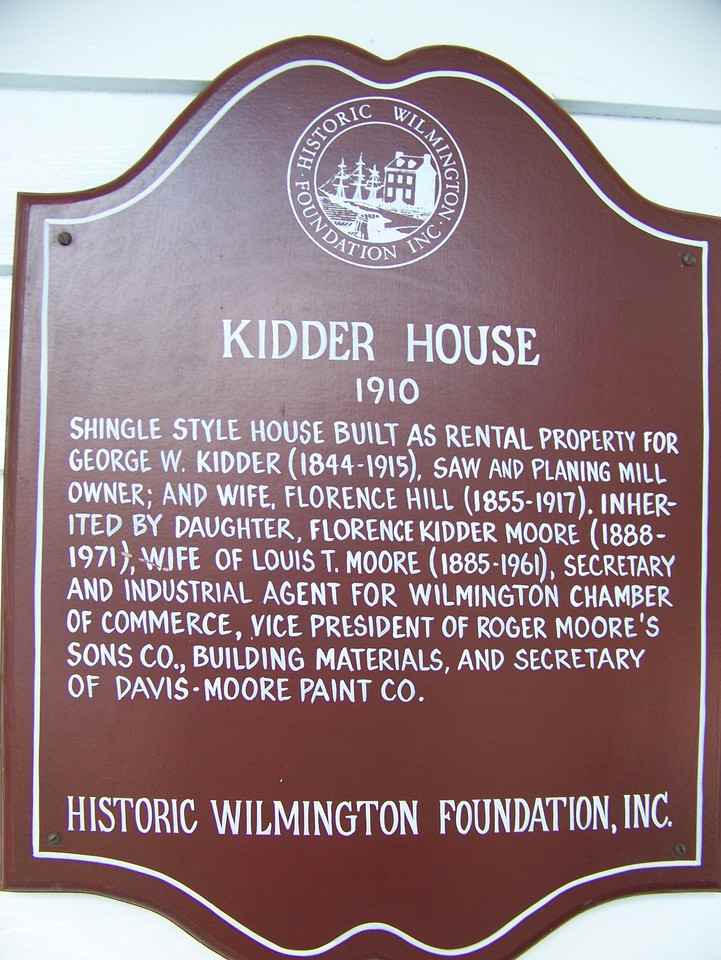 · HISTORIC WILMINGTON ·
FOUNDATION INC
KIDDER HOUSE
1910
SHINGLE STYLE HOUSE BUILT AS RENTAL PROPERTY FOR
GEORGE W. KIDDER (1844-1915), SAW AND PLANING MILL
OWNER; AND WIFE, FLORENCE HILL (1855-1917). INHER-
ITED BY DAUGHTER, FLORENCE KIDDER MOORE (1888-
1971), WIFE OF LOUIS T. MOORE (1885-1961), SECRETARY
AND INDUSTRIAL AGENT FOR WILMINGTON CHAMBER
OF COMMERCE, VICE PRESIDENT OF ROGER MOORE'S
SONS CO., BUILDING MATERIALS, AND SECRETARY
OF DAVIS-MOORE PAINT CO.
HISTORIC WILMINGTON FOUNDATION, INC.